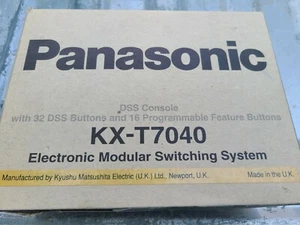 Panasonic
DSS Console
with 32 DSS Buttons and 16 Programmable Feature Buttons
KX-T7040
Electronic Modular Switching System
Manufactured by Kyushu Matsushita Electric (U.K.) Ltd., Newport, U.K.
Made in the U.K.